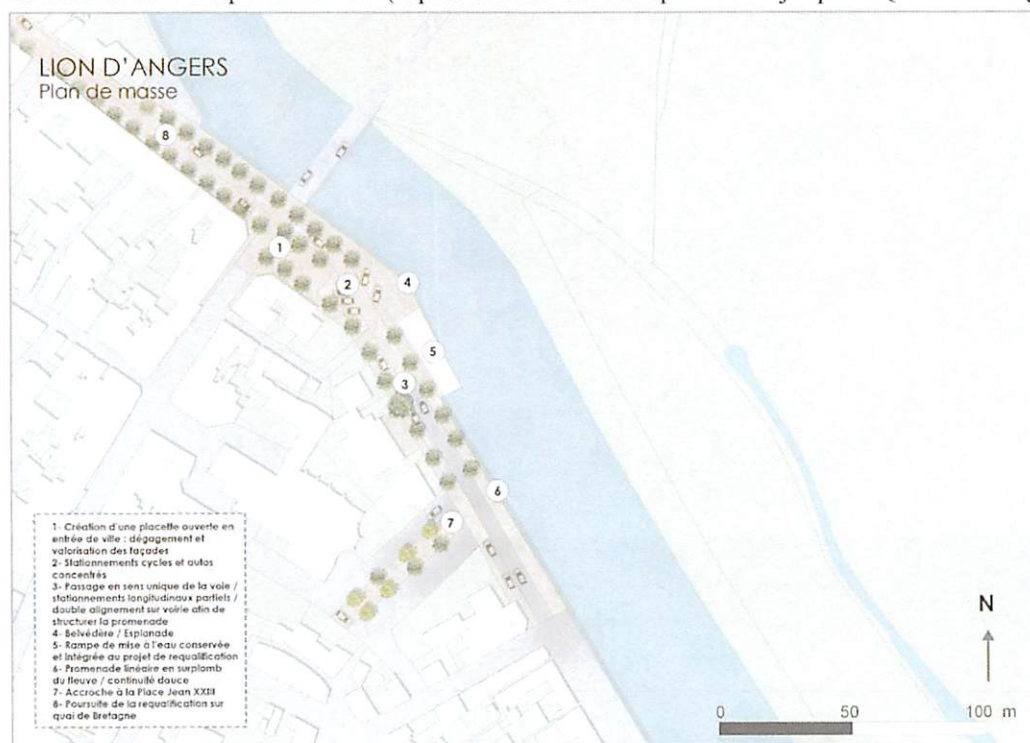 LION D'ANGERS
Plan de masse
8
1
2
4
5
3
6
7
1- Création d'une placette ouverte en
entrée de ville : dégagement et
valorisation des façades
2- Stationnements cycles et autos
concentrés
3- Passage en sens unique de la voie /
stationnements longitudinaux partiels /
double alignement sur voirie afin de
structurer la promenade
4- Belvédère / Esplanade
5- Rampe de mise à l'eau conservée
et intégrée au projet de requalification
6- Promenade linéaire en surplomb
du fleuve / continuité douce
7- Accroche à la Place Jean XXIII
8- Poursuite de la requalification sur
quai de Bretagne
N
0 50 100 m